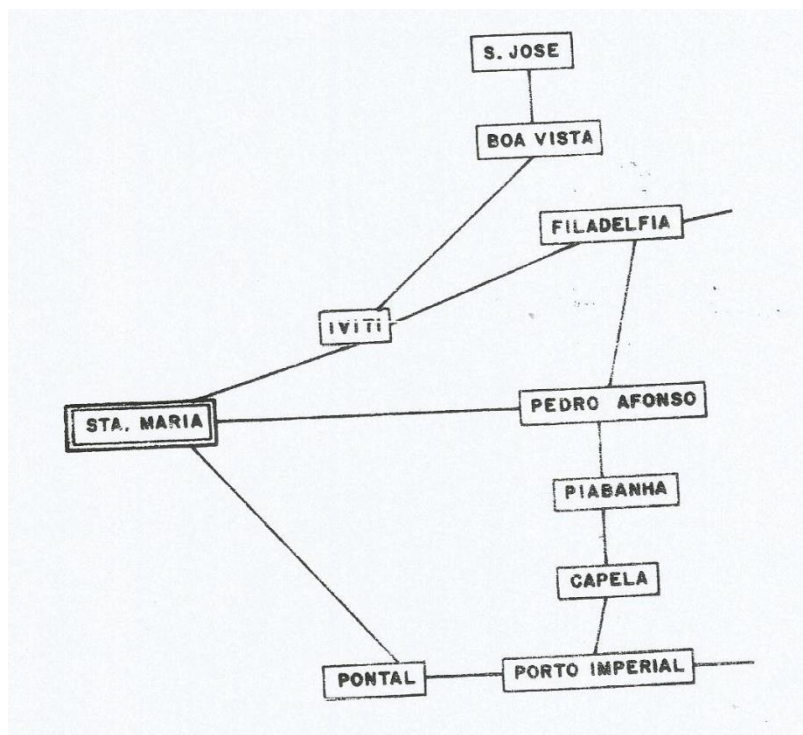 S. JOSE
BOA VISTA
FILADELFIA
IVITI
STA. MARIA
PEDRO AFONSO
PIABANHA
CAPELA
PONTAL
PORTO IMPERIAL